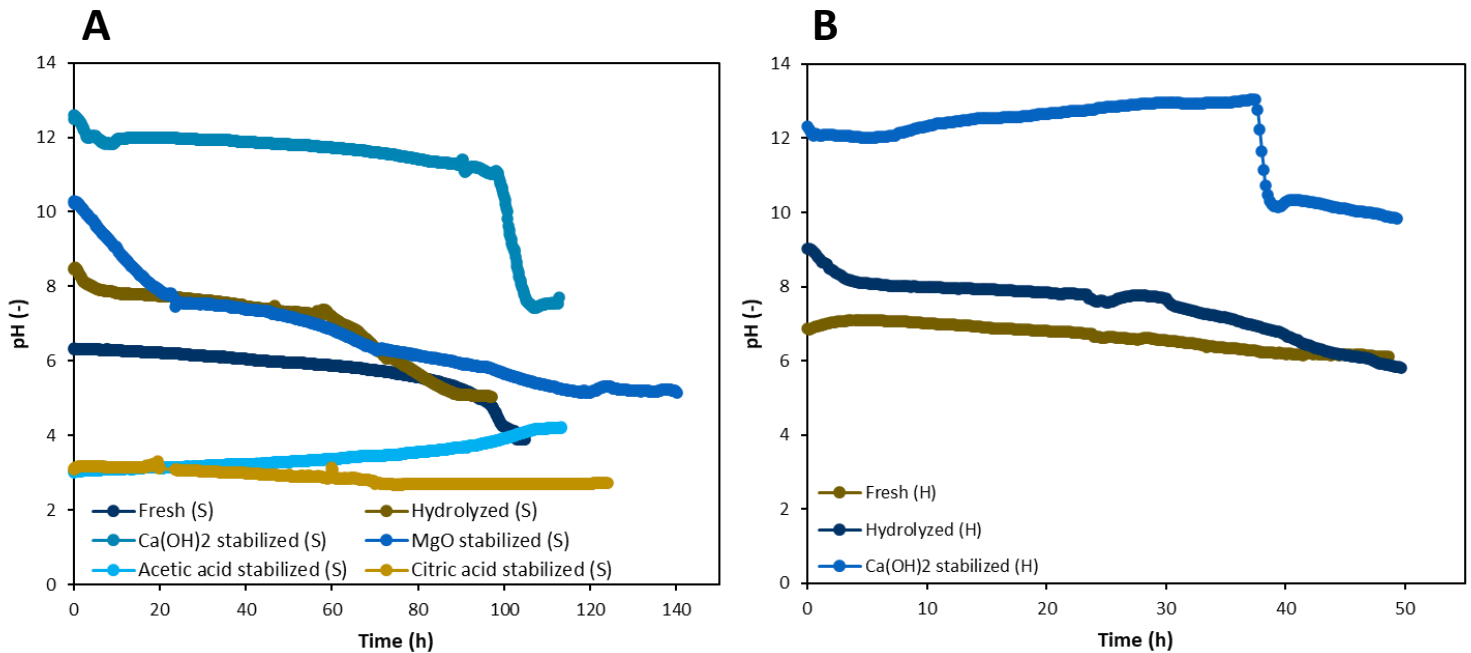 A
14
12
10
8
6
4
2
0
pH (-)
0 20 40 60 80 100 120 140
Time (h)
Fresh (S) Hydrolyzed (S)
Ca(OH)2 stabilized (S) MgO stabilized (S)
Acetic acid stabilized (S) Citric acid stabilized (S)
B
14
12
10
8
6
4
2
0
pH (-)
0 10 20 30 40 50
Time (h)
Fresh (H)
Hydrolyzed (H)
Ca(OH)2 stabilized (H)